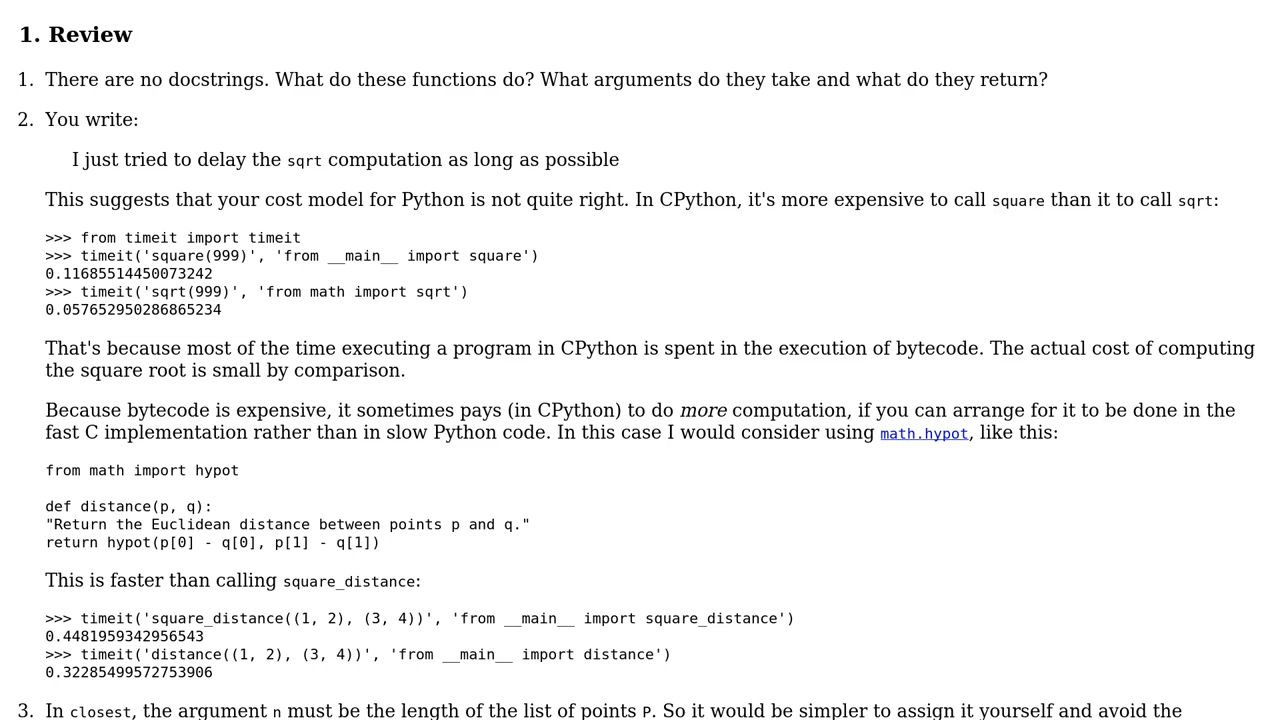 1. Review
1. There are no docstrings. What do these functions do? What arguments do they take and what do they return?
2. You write:
I just tried to delay the sqrt computation as long as possible
This suggests that your cost model for Python is not quite right. In CPython, it's more expensive to call square than it to call sqrt:
>>> from timeit import timeit
>>> timeit('square(999)', 'from __main__ import square')
0.11685514450073242
>>> timeit('sqrt(999)', 'from math import sqrt')
0.057652950286865234
That's because most of the time executing a program in CPython is spent in the execution of bytecode. The actual cost of computing
the square root is small by comparison.
Because bytecode is expensive, it sometimes pays (in CPython) to do more computation, if you can arrange for it to be done in the
fast C implementation rather than in slow Python code. In this case I would consider using math.hypot, like this:
from math import hypot
def distance(p, q):
"Return the Euclidean distance between points p and q."
return hypot(p[0] - q[0], p[1] - q[1])
This is faster than calling square_distance:
>>> timeit('square_distance((1, 2), (3, 4))', 'from __main__ import square_distance')
0.4481959342956543
>>> timeit('distance((1, 2), (3, 4))', 'from __main__ import distance')
0.32285499572753906
3. In closest, the argument n must be the length of the list of points P. So it would be simpler to assign it yourself and avoid the